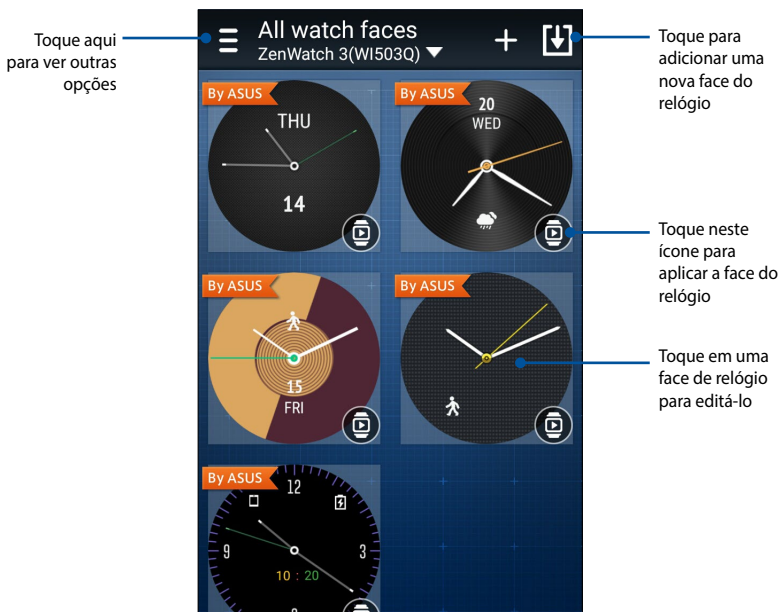 Toque aqui
para ver outras
opções
All watch faces
ZenWatch 3(WI503Q)
Toque para
adicionar uma
nova face do
relógio
By ASUS
THU
14
By ASUS
20
WED
Toque neste
ícone para
aplicar a face do
relógio
By ASUS
15
FRI
By ASUS
Toque em uma
face de relógio
para editá-lo
By ASUS
12
9
3
10 : 20